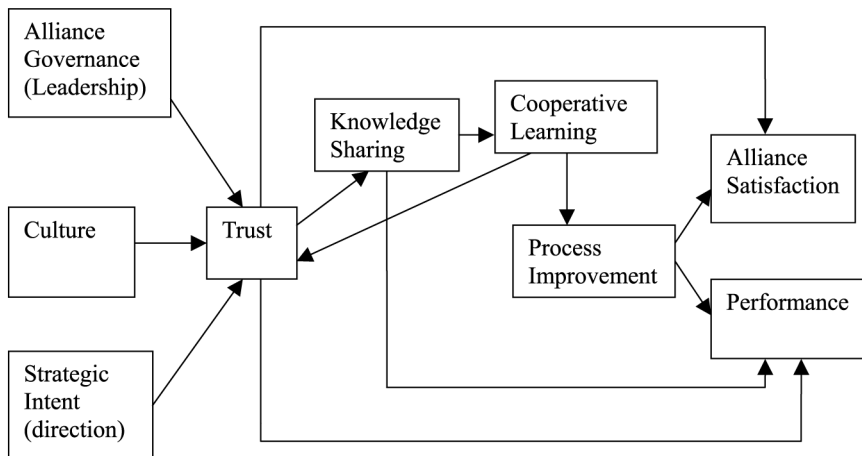 Alliance
Governance
(Leadership)
Culture
Strategic
Intent
(direction)
Trust
Knowledge
Sharing
Cooperative
Learning
Process
Improvement
Alliance
Satisfaction
Performance